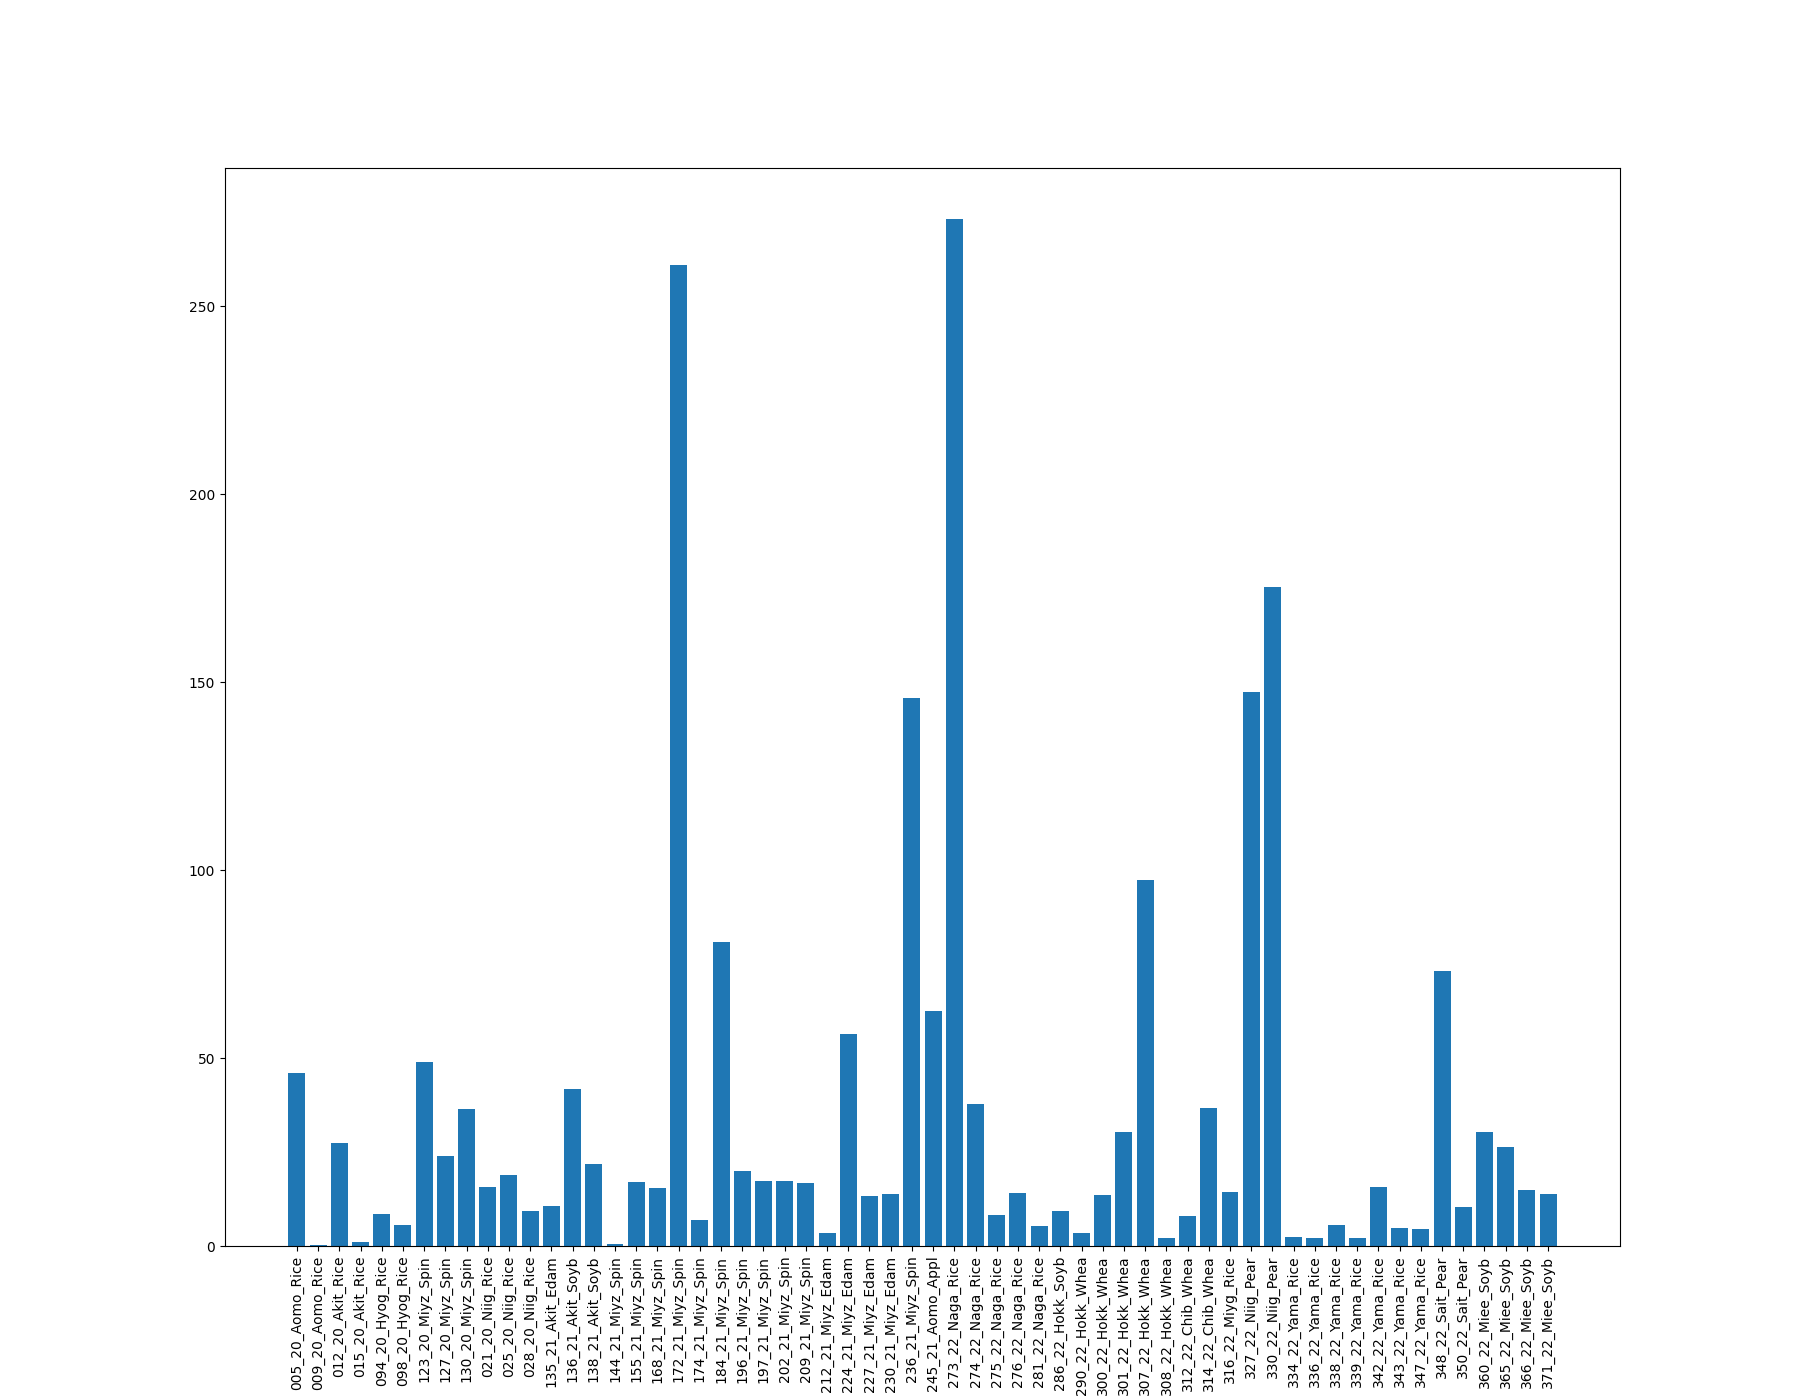 250
200
150
100
50
0
005_20_Aomo_Rice
009_20_Aomo_Rice
012_20_Akit_Rice
015_20_Akit_Rice
094_20_Hyog_Rice
098_20_Hyog_Rice
123_20_Miyz_Spin
127_20_Miyz_Spin
130_20_Miyz_Spin
021_20_Niig_Rice
025_20_Niig_Rice
028_20_Niig_Rice
135_21_Akit_Edam
136_21_Akit_Soyb
138_21_Akit_Soyb
144_21_Miyz_Spin
155_21_Miyz_Spin
168_21_Miyz_Spin
172_21_Miyz_Spin
174_21_Miyz_Spin
184_21_Miyz_Spin
196_21_Miyz_Spin
197_21_Miyz_Spin
202_21_Miyz_Spin
209_21_Miyz_Spin
212_21_Miyz_Edam
224_21_Miyz_Edam
227_21_Miyz_Edam
230_21_Miyz_Edam
236_21_Miyz_Spin
245_21_Aomo_Appl
273_22_Naga_Rice
274_22_Naga_Rice
275_22_Naga_Rice
276_22_Naga_Rice
281_22_Naga_Rice
286_22_Hokk_Soyb
290_22_Hokk_Whea
300_22_Hokk_Whea
301_22_Hokk_Whea
307_22_Hokk_Whea
308_22_Hokk_Whea
312_22_Chib_Whea
314_22_Chib_Whea
316_22_Miyg_Rice
327_22_Niig_Pear
330_22_Niig_Pear
334_22_Yama_Rice
336_22_Yama_Rice
338_22_Yama_Rice
339_22_Yama_Rice
342_22_Yama_Rice
343_22_Yama_Rice
347_22_Yama_Rice
348_22_Sait_Pear
350_22_Sait_Pear
360_22_Miee_Soyb
365_22_Miee_Soyb
366_22_Miee_Soyb
371_22_Miee_Soyb